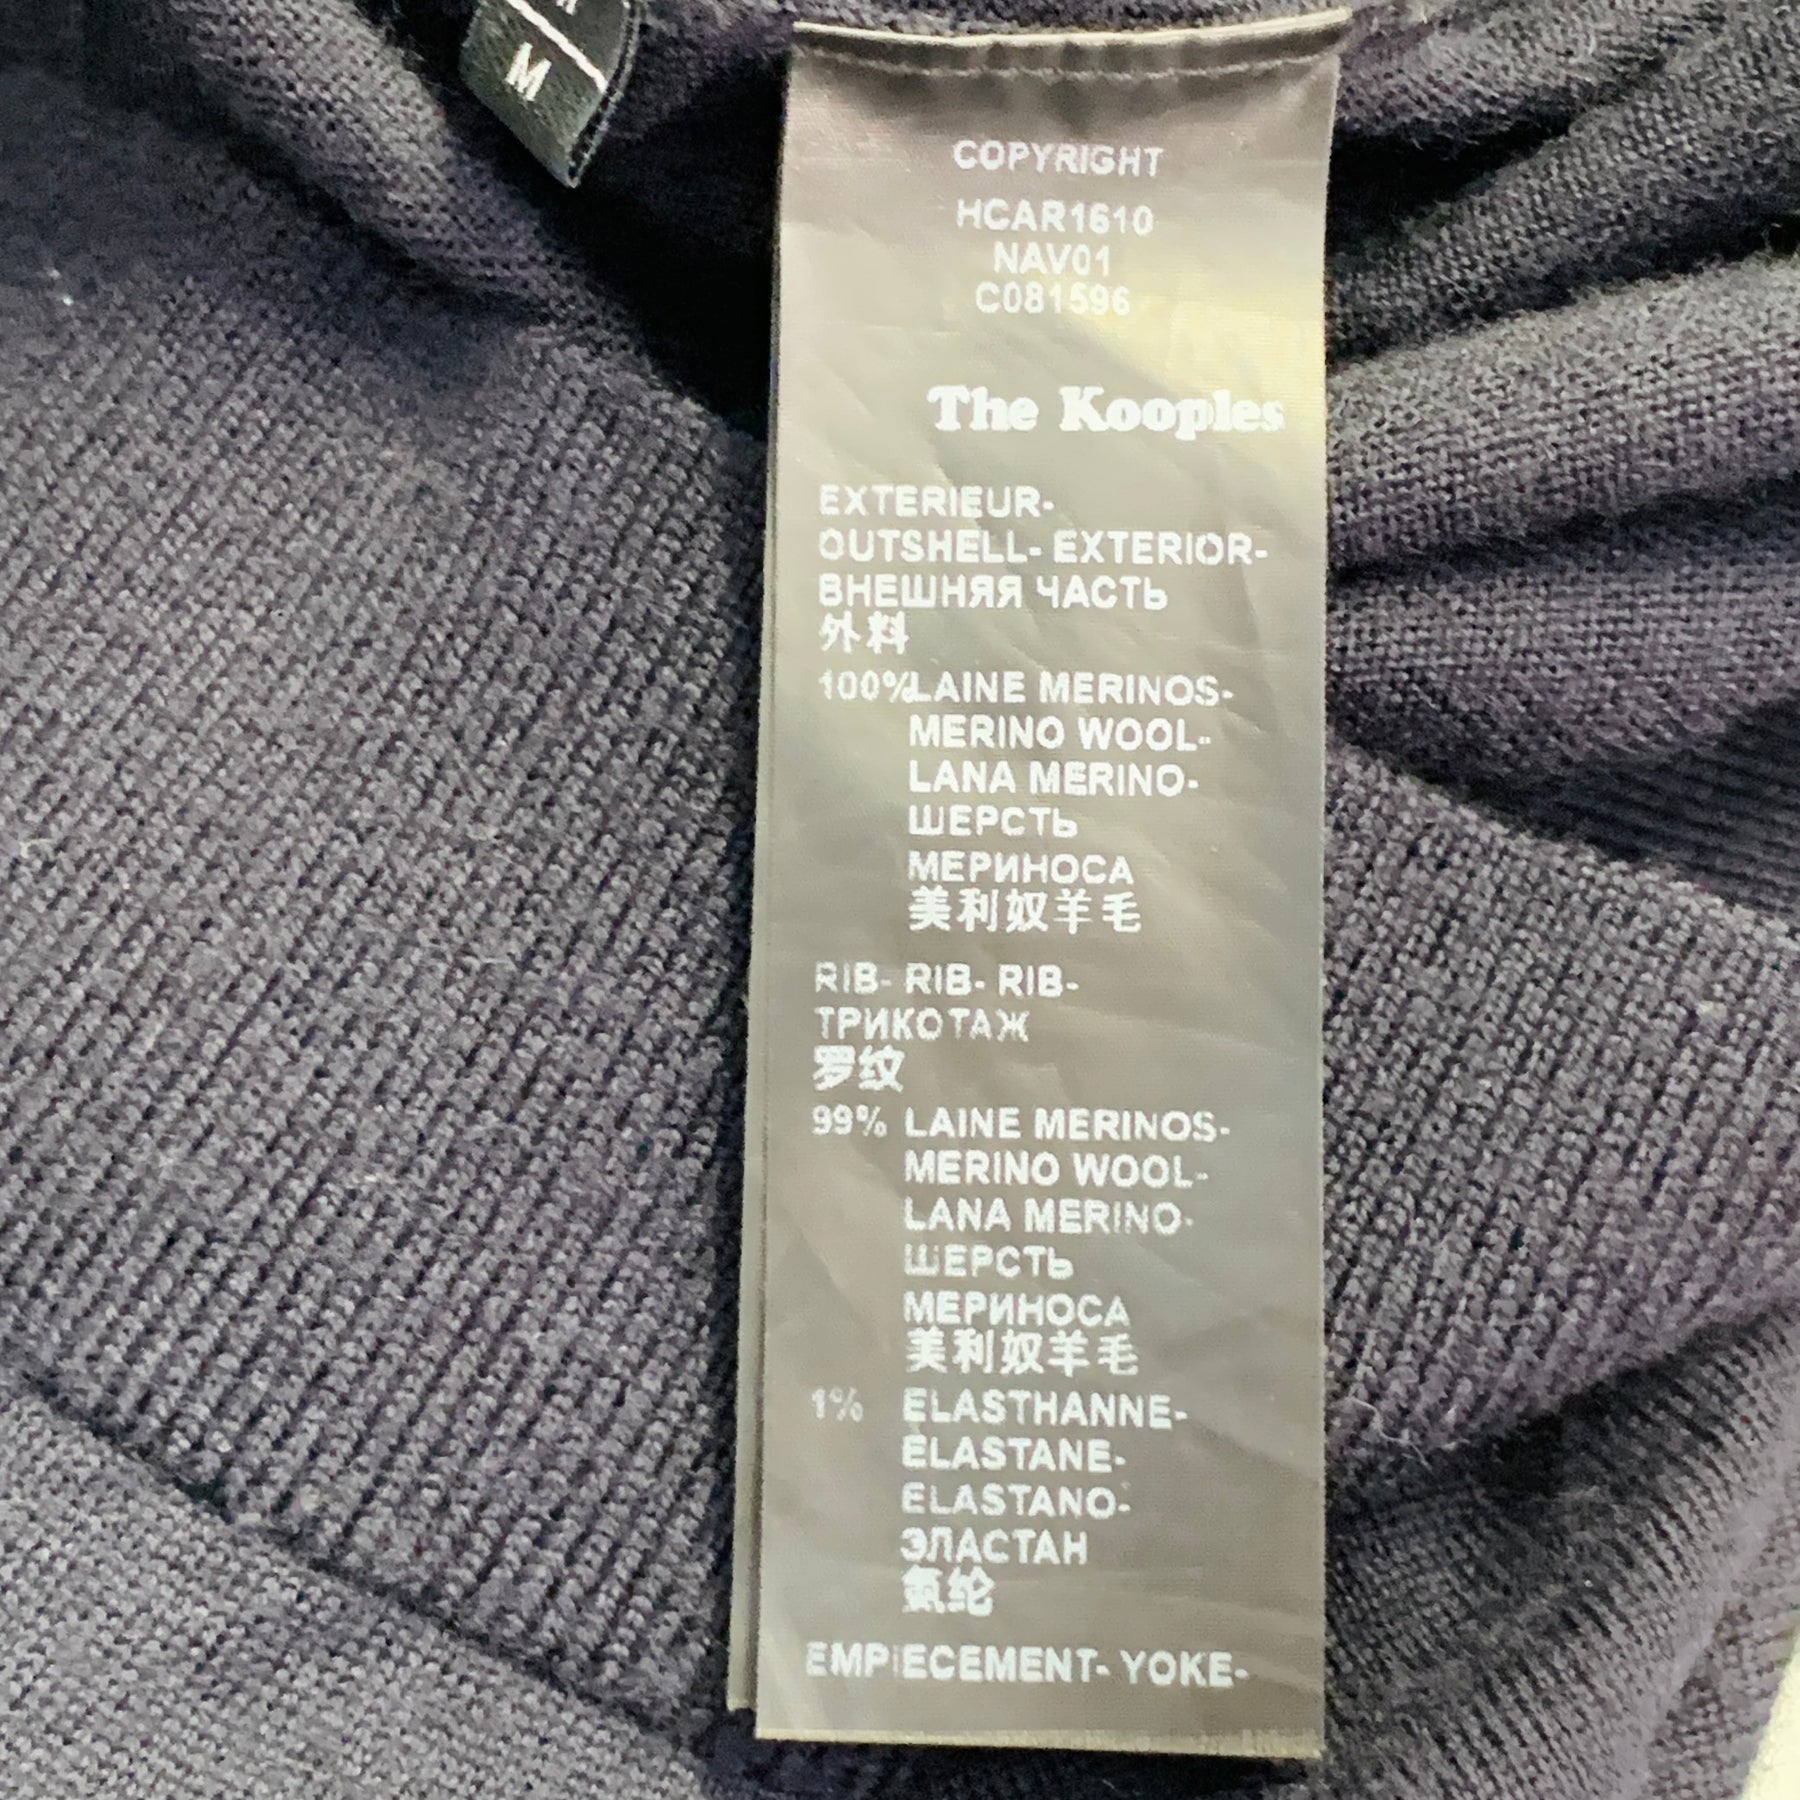 M
COPYRIGHT
HCAR1610
NAV01
C081596
The Kooples
EXTERIEUR-
OUTSHELL- EXTERIOR-
ВНЕШНЯЯ ЧАСТЬ
外料
100% LAINE MERINOS-
MERINO WOOL-
LANA MERINO-
ШЕРСТЬ
МЕРИНОСА
美利奴羊毛
RIB- RIB- RIB-
ТРИКОТАЖ
罗纹
99% LAINE MERINOS-
MERINO WOOL-
LANA MERINO-
ШЕРСТЬ
МЕРИНОСА
美利奴羊毛
1% ELASTHANNE-
ELASTANE-
ELASTANO-
ЭЛАСТАН
氨纶
EMPIECEMENT- YOKE-